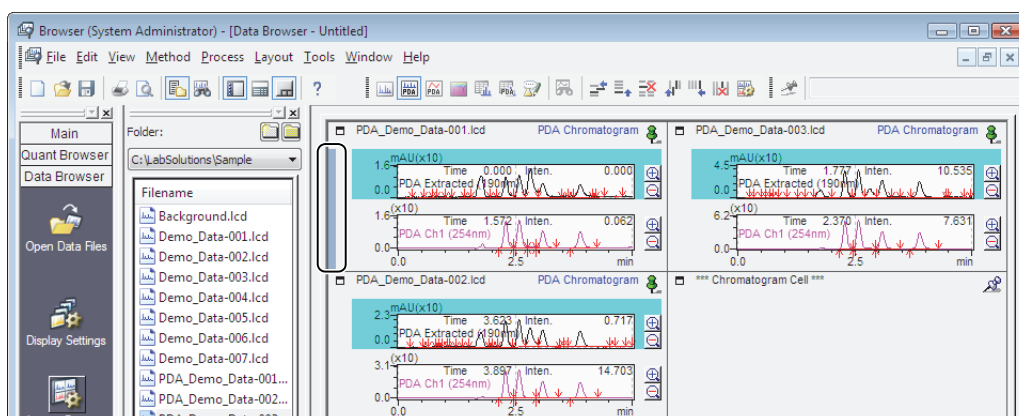 Browser (System Administrator) - [Data Browser - Untitled]
File Edit View Method Process Layout Tools Window Help
Main
Quant Browser
Data Browser
Open Data Files
Display Settings
Folder:
C:\LabSolutions\Sample
Filename
Background.lcd
Demo_Data-001.lcd
Demo_Data-002.lcd
Demo_Data-003.lcd
Demo_Data-004.lcd
Demo_Data-005.lcd
Demo_Data-006.lcd
Demo_Data-007.lcd
PDA_Demo_Data-001...
PDA_Demo_Data-002...
PDA_Demo_Data-001.lcd PDA Chromatogram
mAU(x10)
1.6 Time 0.000 Inten. 0.000
PDA Extracted (190nm)
0.0
(x10)
1.6 Time 1.572 Inten. 0.062
PDA Ch1 (254nm)
0.0
0.0 2.5 min
PDA_Demo_Data-003.lcd PDA Chromatogram
mAU(x10)
4.5 Time 1.777 Inten. 10.535
PDA Extracted (190nm)
0.0
(x10)
6.2 Time 2.370 Inten. 7.631
PDA Ch1 (254nm)
0.0
0.0 2.5 min
PDA_Demo_Data-002.lcd PDA Chromatogram
mAU(x10)
2.3 Time 3.623 Inten. 0.717
PDA Extracted (190nm)
0.0
(x10)
3.1 Time 3.897 Inten. 14.703
PDA Ch1 (254nm)
0.0
0.0 2.5 min
*** Chromatogram Cell ***